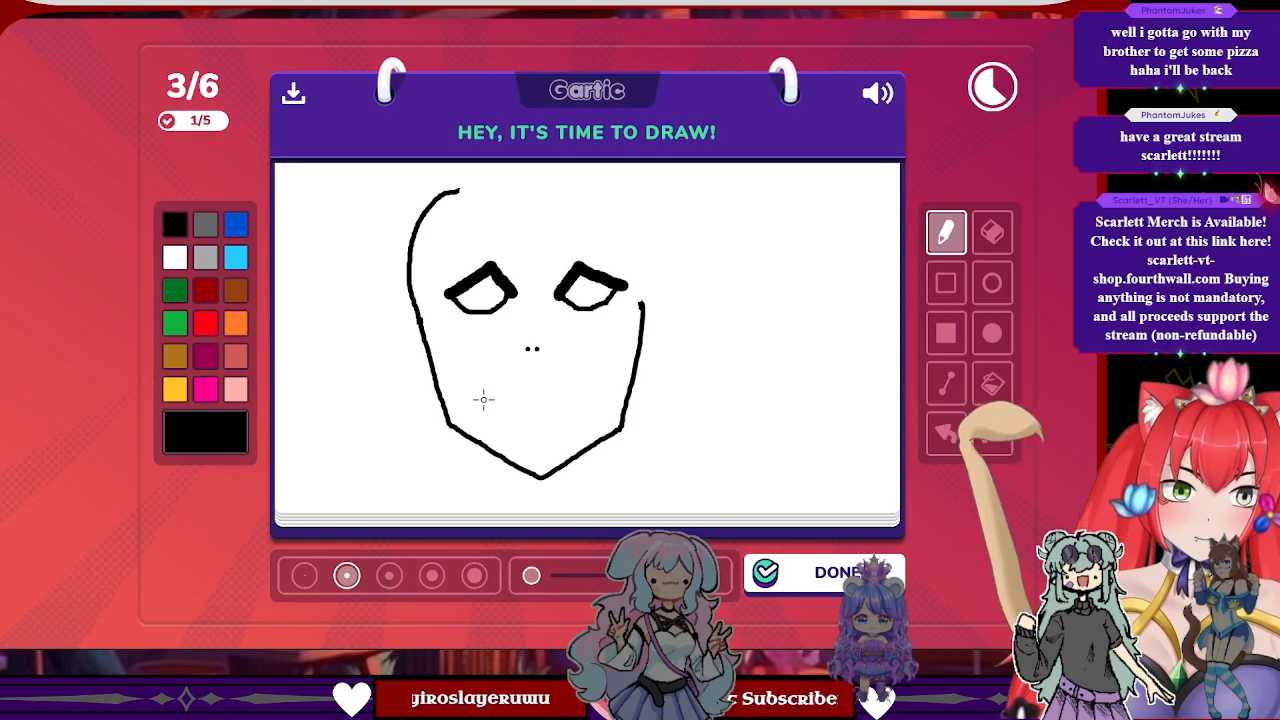 3/6
1/5
Gartic
HEY, IT'S TIME TO DRAW!
DONE
PhantomJukes
well i gotta go with my
brother to get some pizza
haha i'll be back
PhantomJukes
have a great stream
scarlett!!!!!!!
Scarlett_VT (She/Her)
Scarlett Merch is Available!
Check it out at this link here!
scarlett-vt-
shop.fourthwall.com Buying
anything is not mandatory,
and all proceeds support the
stream (non-refundable)
giroslayeruwu
Subscribe